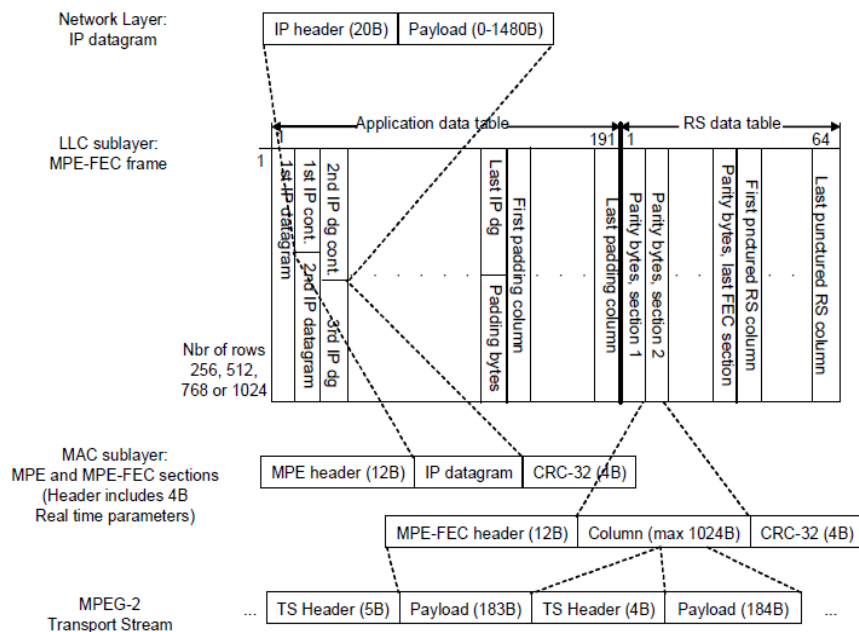 Network Layer:
IP datagram
IP header (20B) Payload (0-1480B)
Application data table RS data table
LLC sublayer:
MPE-FEC frame
1 191 1 64
1
1st IP datagram
1st IP cont.
2nd IP datagram
2nd IP dg cont.
3rd IP dg
Last IP dg
Padding bytes
First padding column
Last padding column
Parity bytes, section 1
Parity bytes, section 2
Parity bytes, last FEC section
First pnctured RS column
Last punctured RS column
. . . . . . . . . . . .
Nbr of rows
256, 512,
768 or 1024
MAC sublayer:
MPE and MPE-FEC sections
(Header includes 4B
Real time parameters)
MPE header (12B) IP datagram CRC-32 (4B)
MPE-FEC header (12B) Column (max 1024B) CRC-32 (4B)
MPEG-2
Transport Stream
... TS Header (5B) Payload (183B) TS Header (4B) Payload (184B) ...